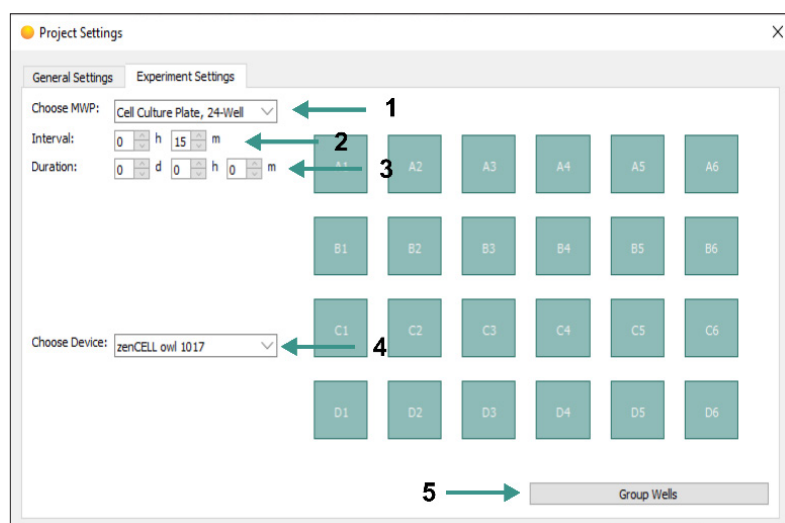 Project Settings
General Settings Experiment Settings
Choose MWP: Cell Culture Plate, 24-Well 1
Interval: 0 h 15 m 2
Duration: 0 d 0 h 0 m 3
A1 A2 A3 A4 A5 A6
B1 B2 B3 B4 B5 B6
C1 C2 C3 C4 C5 C6
Choose Device: zenCELL owl 1017 4
D1 D2 D3 D4 D5 D6
5 Group Wells